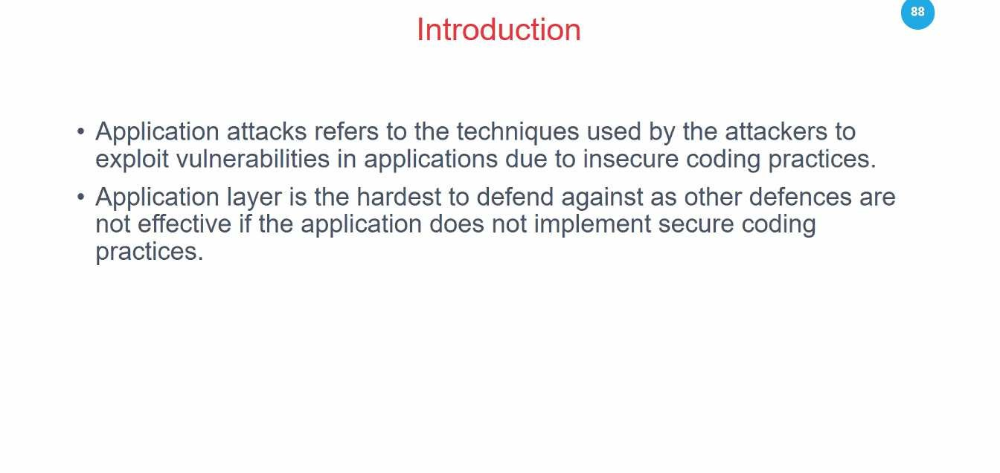 88
Introduction
• Application attacks refers to the techniques used by the attackers to
exploit vulnerabilities in applications due to insecure coding practices.
• Application layer is the hardest to defend against as other defences are
not effective if the application does not implement secure coding
practices.